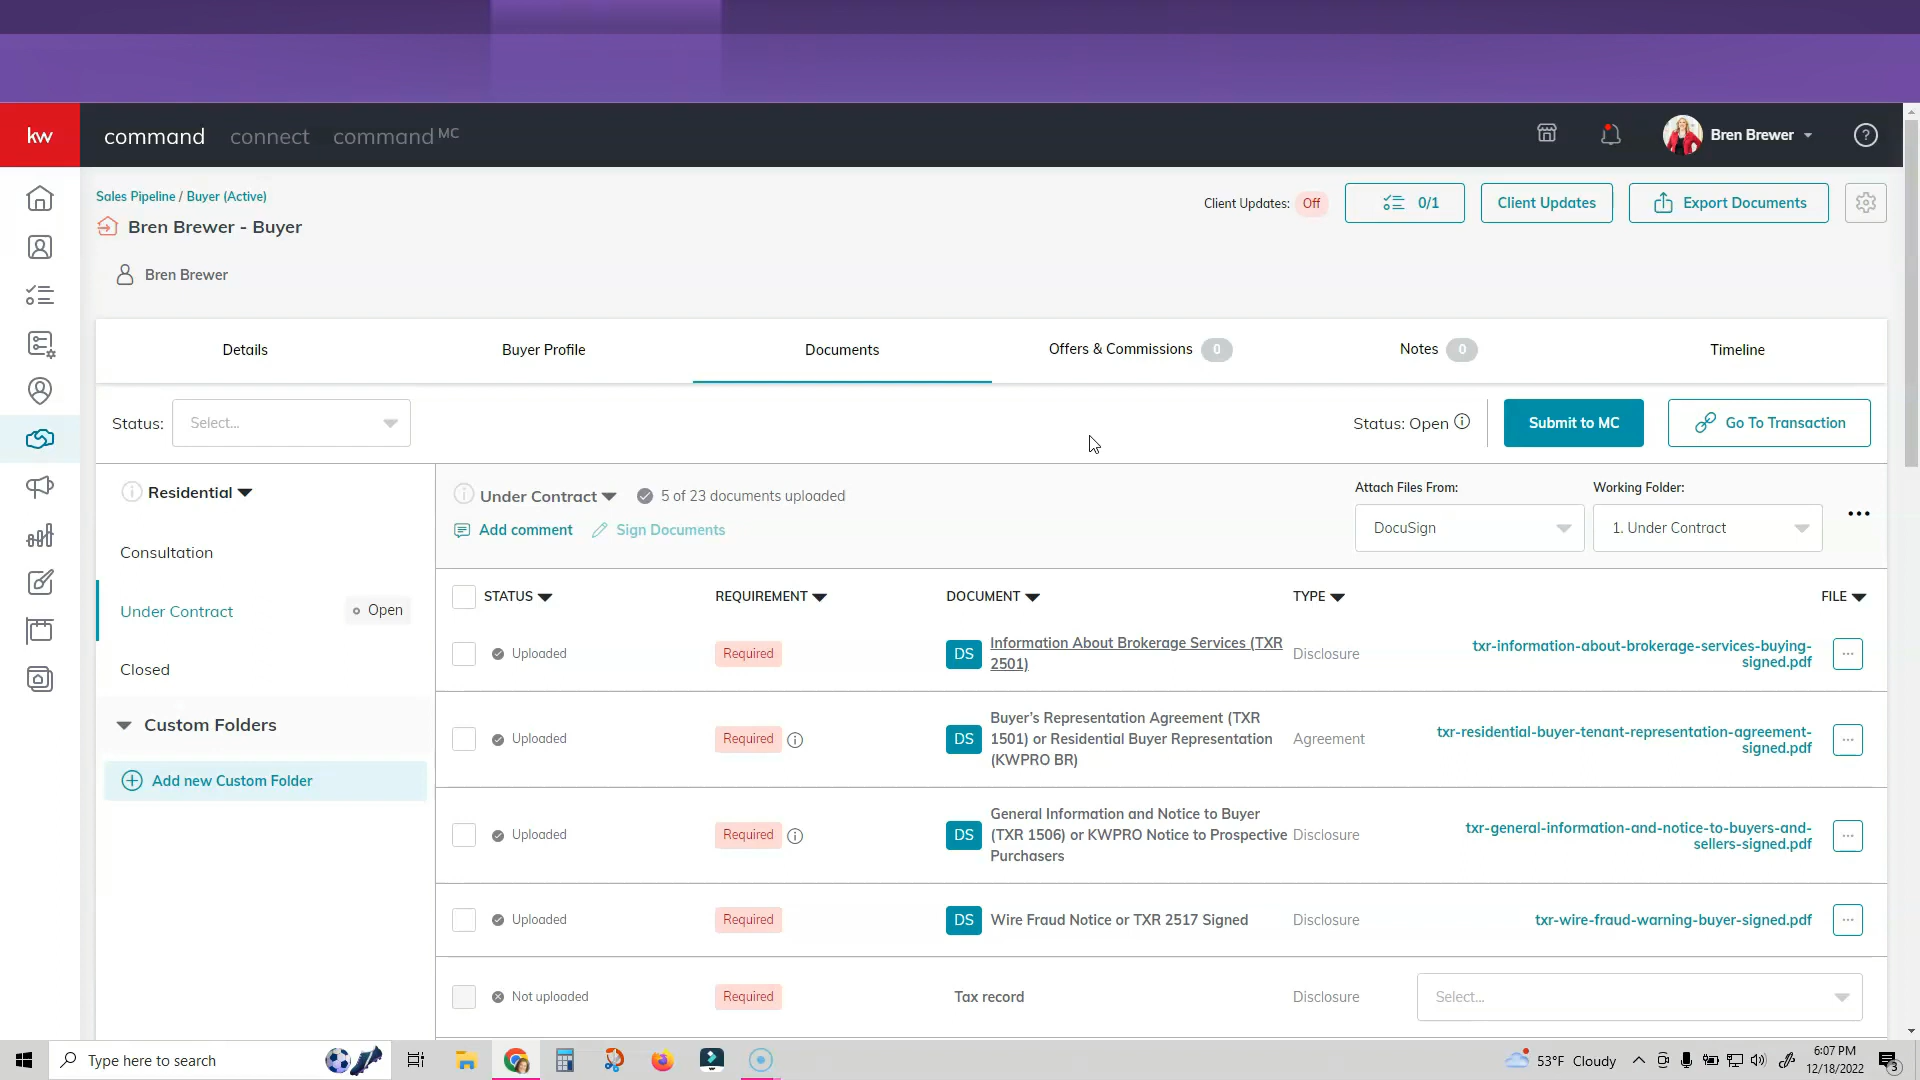 kw
command connect command MC
Bren Brewer
Sales Pipeline / Buyer (Active)
Client Updates: Off
0/1
Client Updates
Export Documents
Bren Brewer - Buyer
Bren Brewer
Details
Buyer Profile
Documents
Offers & Commissions 0
Notes 0
Timeline
Status: Select...
Status: Open
Submit to MC
Go To Transaction
Residential
Consultation
Under Contract
Open
Closed
Custom Folders
Add new Custom Folder
Under Contract
5 of 23 documents uploaded
Add comment
Sign Documents
Attach Files From:
DocuSign
Working Folder:
1. Under Contract
STATUS REQUIREMENT DOCUMENT TYPE FILE
Uploaded
Required
DS
Information About Brokerage Services (TXR
2501)
Disclosure
txr-information-about-brokerage-services-buying-
signed.pdf
Uploaded
Required
DS
Buyer’s Representation Agreement (TXR
1501) or Residential Buyer Representation
(KWPRO BR)
Agreement
txr-residential-buyer-tenant-representation-agreement-
signed.pdf
Uploaded
Required
DS
General Information and Notice to Buyer
(TXR 1506) or KWPRO Notice to Prospective
Purchasers
Disclosure
txr-general-information-and-notice-to-buyers-and-
sellers-signed.pdf
Uploaded
Required
DS
Wire Fraud Notice or TXR 2517 Signed
Disclosure
txr-wire-fraud-warning-buyer-signed.pdf
Not uploaded
Required
Tax record
Disclosure
Select...
Type here to search
53°F Cloudy
6:07 PM
12/18/2022
3